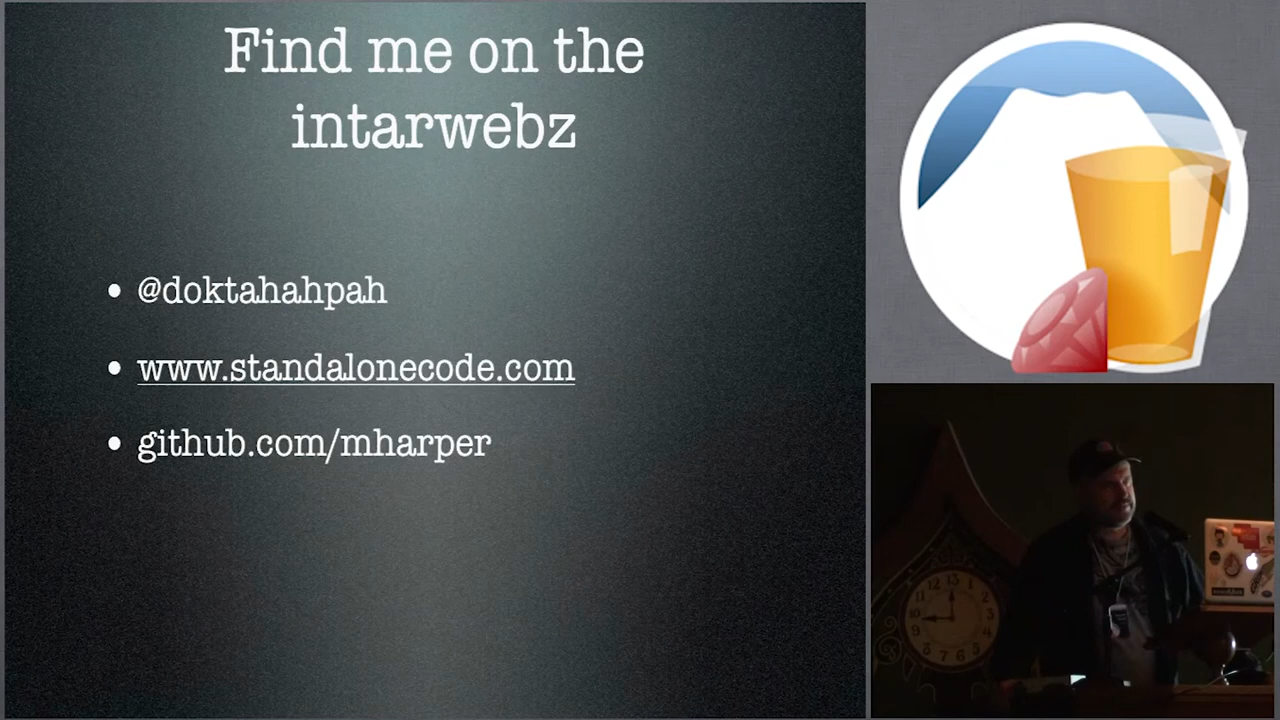 Find me on the
intarwebz
• @doktahahpah
• www.standalonecode.com
• github.com/mharper